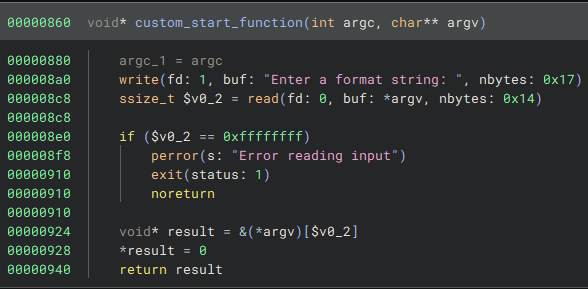 00000860 void* custom_start_function(int argc, char** argv)
00000880 argc_1 = argc
000008a0 write(fd: 1, buf: "Enter a format string: ", nbytes: 0x17)
000008c8 ssize_t $v0_2 = read(fd: 0, buf: *argv, nbytes: 0x14)
000008c8
000008e0 if ($v0_2 == 0xffffffff)
000008f8 perror(s: "Error reading input")
00000910 exit(status: 1)
00000910 noreturn
00000910
00000924 void* result = &(*argv)[$v0_2]
00000928 *result = 0
00000940 return result